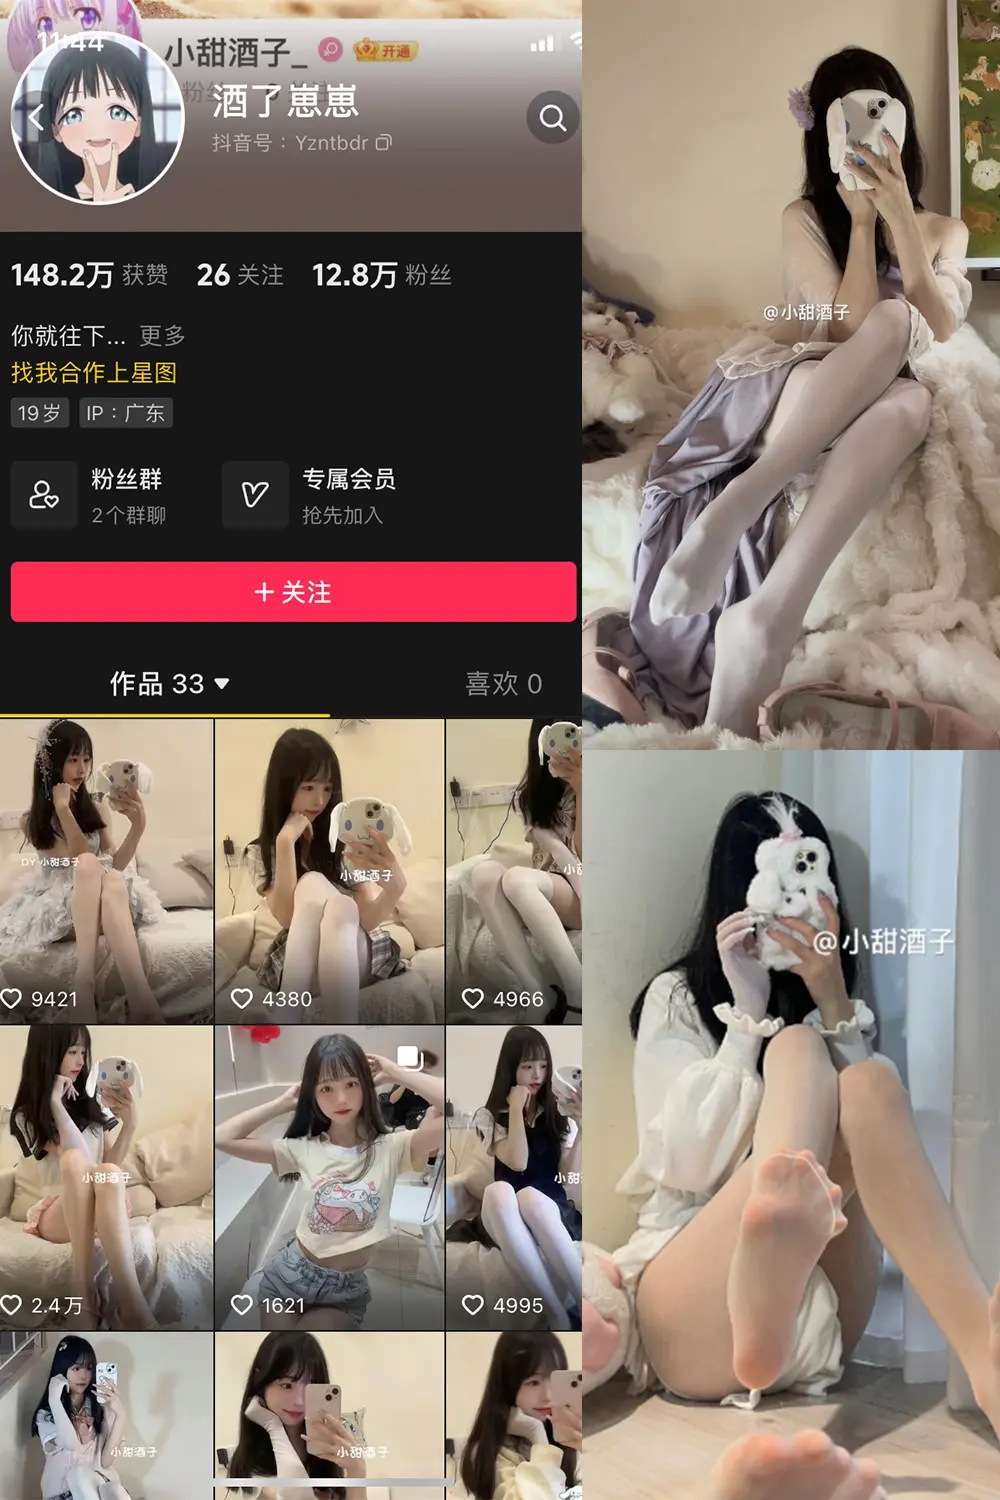 11:44
小甜酒子_
开通
酒了崽崽
抖音号：Yzntbdr
148.2万 获赞 26 关注 12.8万 粉丝
你就往下... 更多
找我合作上星图
19岁 IP：广东
粉丝群
2个群聊
专属会员
抢先加入
+ 关注
作品 33
喜欢 0
DY 小甜酒子
9421
小甜酒子
4380
小甜
4966
小甜酒子
2.4万
1621
小甜
4995
小甜酒子
小甜酒子
@小甜酒子
@小甜酒子